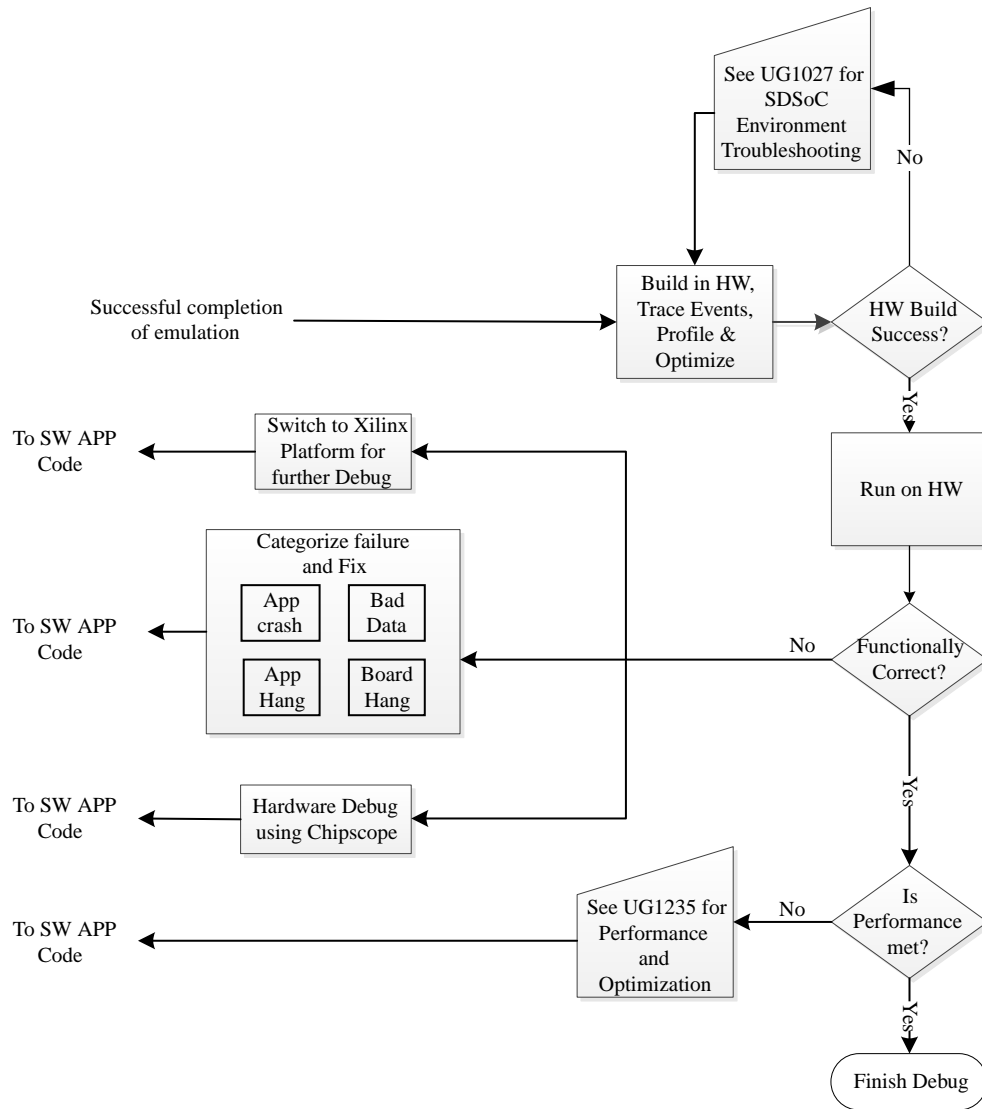 See UG1027 for
SDSoC
Environment
Troubleshooting
No
Successful completion
of emulation
Build in HW,
Trace Events,
Profile &
Optimize
HW Build
Success?
Yes
To SW APP
Code
Switch to Xilinx
Platform for
further Debug
Run on HW
Categorize failure
and Fix
App
crash
Bad
Data
App
Hang
Board
Hang
To SW APP
Code
No
Functionally
Correct?
Yes
To SW APP
Code
Hardware Debug
using Chipscope
To SW APP
Code
See UG1235 for
Performance
and
Optimization
No
Is
Performance
met?
Yes
Finish Debug